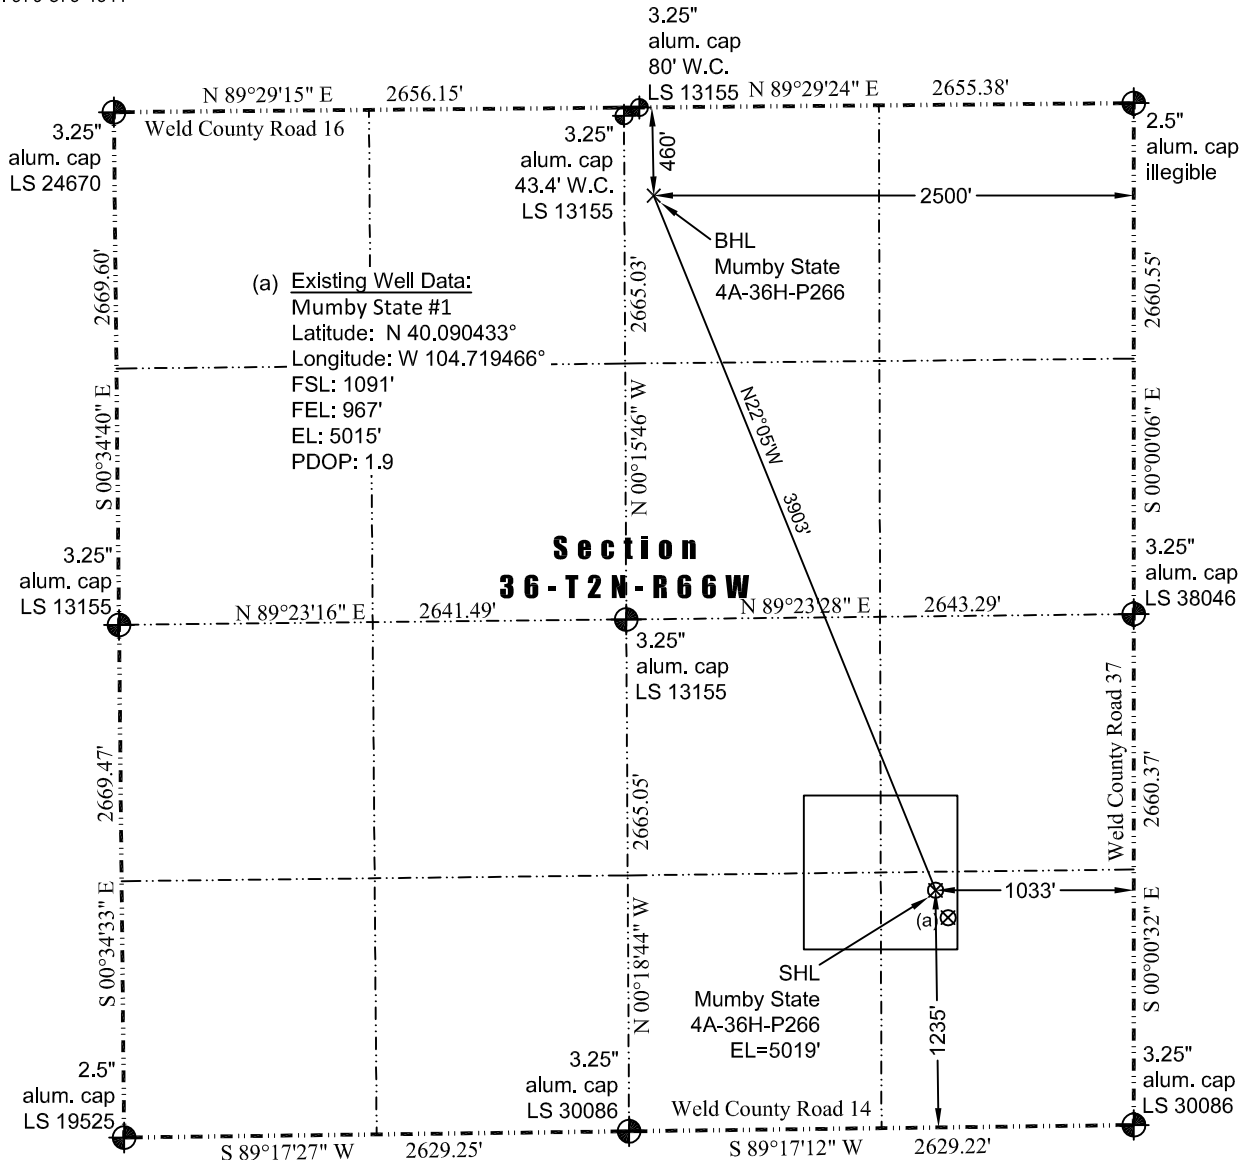 3.25"
alum. cap
80' W.C.
LS 13155
N 89°29'15" E 2656.15'
N 89°29'24" E 2655.38'
Weld County Road 16
3.25"
alum. cap
LS 24670
3.25"
alum. cap
43.4' W.C.
LS 13155
460'
2.5"
alum. cap
illegible
2500'
BHL
Mumby State
4A-36H-P266
2669.60'
S 00°34'40" E
(a) Existing Well Data:
Mumby State #1
Latitude: N 40.090433°
Longitude: W 104.719466°
FSL: 1091'
FEL: 967'
EL: 5015'
PDOP: 1.9
2665.03'
N 00°15'46" W
2660.55'
S 00°00'06" E
N22°05'W
3903'
Section
36-T2N-R66W
3.25"
alum. cap
LS 13155
3.25"
alum. cap
LS 38046
N 89°23'16" E 2641.49'
N 89°23'28" E 2643.29'
3.25"
alum. cap
LS 13155
2669.47'
S 00°34'33" E
2665.05'
N 00°18'44" W
Weld County Road 37
2660.37'
S 00°00'32" E
1033'
(a)
SHL
Mumby State
4A-36H-P266
EL=5019'
1235'
2.5"
alum. cap
LS 19525
3.25"
alum. cap
LS 30086
Weld County Road 14
3.25"
alum. cap
LS 30086
S 89°17'27" W 2629.25'
S 89°17'12" W 2629.22'